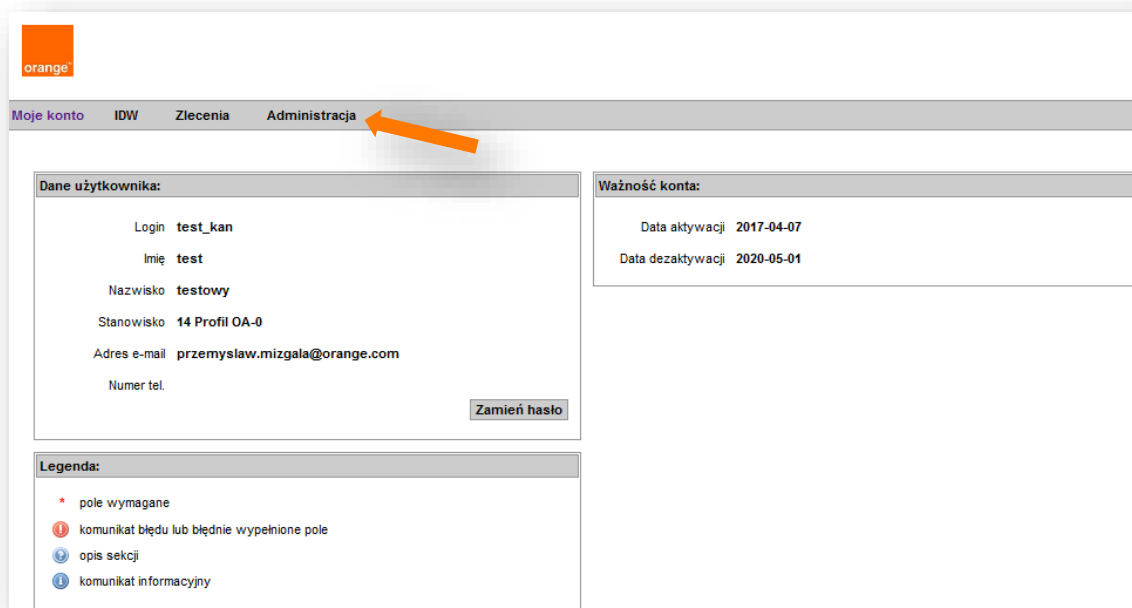 orange™
Moje konto IDW Zlecenia Administracja
Dane użytkownika:
Login test_kan
Imię test
Nazwisko testowy
Stanowisko 14 Profil OA-0
Adres e-mail przemyslaw.mizgala@orange.com
Numer tel.
Zamień hasło
Ważność konta:
Data aktywacji 2017-04-07
Data dezaktywacji 2020-05-01
Legenda:
* pole wymagane
komunikat błędu lub błędnie wypełnione pole
opis sekcji
komunikat informacyjny